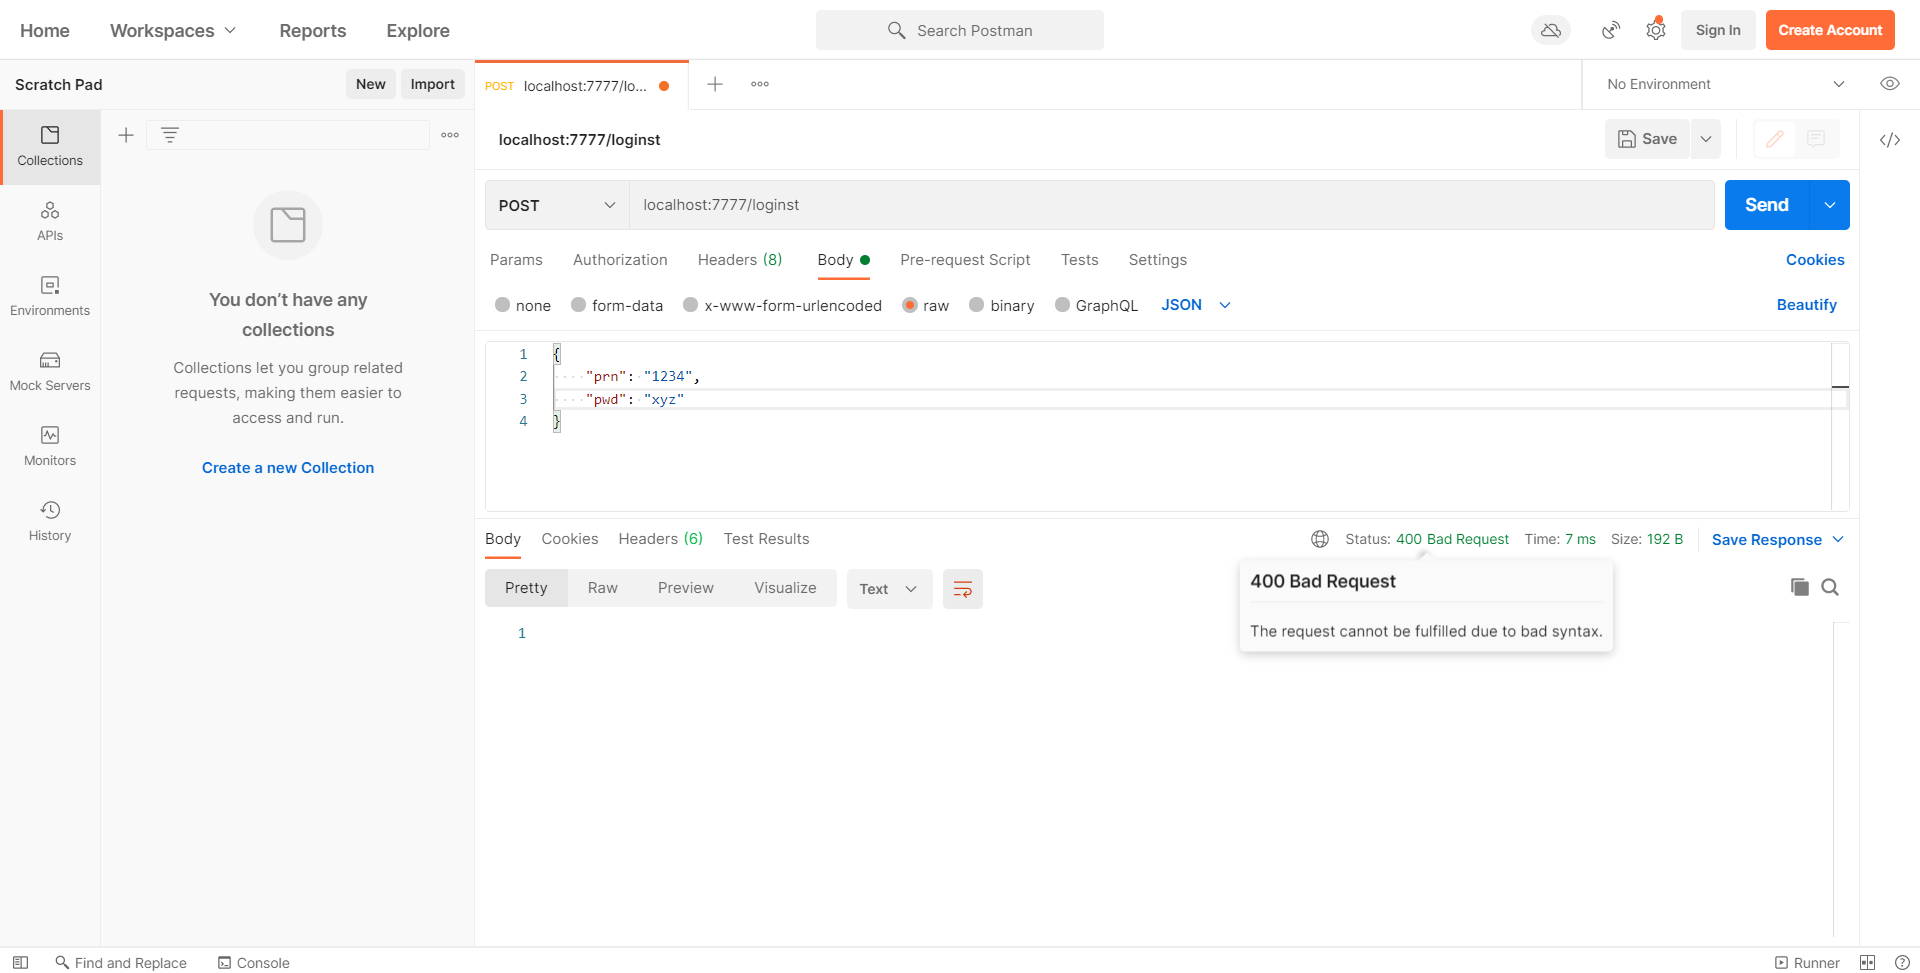 Home Workspaces Reports Explore Search Postman Sign In Create Account
Scratch Pad New Import POST localhost:7777/lo... No Environment
localhost:7777/loginst Save
Collections
APIs
Environments
Mock Servers
Monitors
History
You don’t have any
collections
Collections let you group related
requests, making them easier to
access and run.
Create a new Collection
POST localhost:7777/loginst Send
Params Authorization Headers (8) Body Pre-request Script Tests Settings Cookies
none form-data x-www-form-urlencoded raw binary GraphQL JSON Beautify
1 {
2 "prn": "1234",
3 "pwd": "xyz"
4 }
Body Cookies Headers (6) Test Results Status: 400 Bad Request Time: 7 ms Size: 192 B Save Response
Pretty Raw Preview Visualize Text
400 Bad Request
The request cannot be fulfilled due to bad syntax.
1
Find and Replace Console Runner